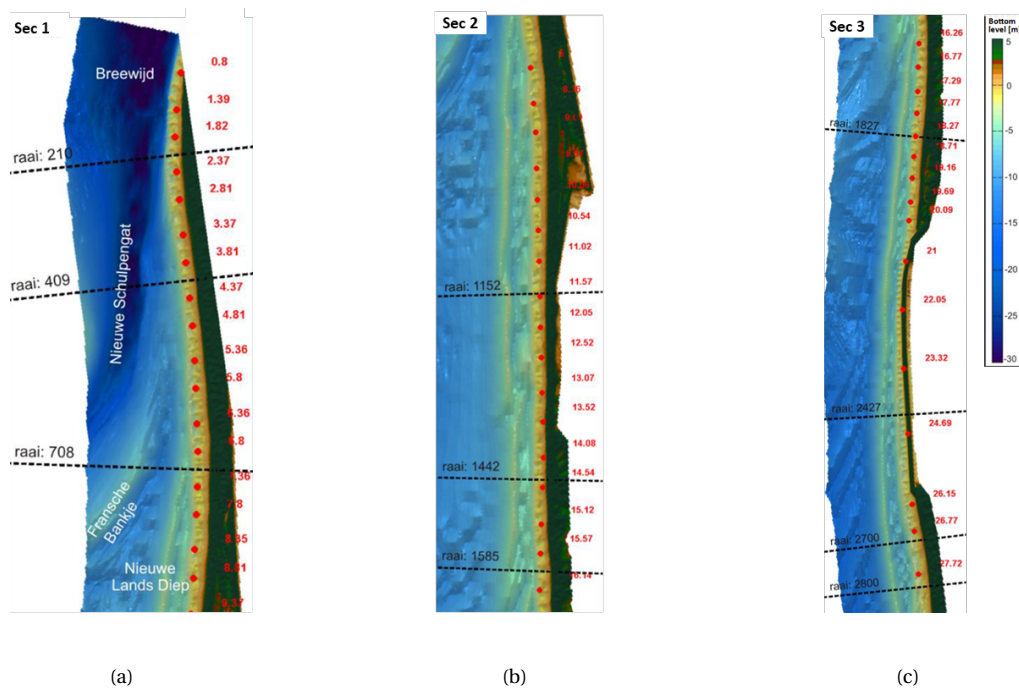 Sec 1
Breewijd
0.8
1.39
1.82
raai: 210
2.37
2.81
Nieuwe Schulpengat
3.37
3.81
raai: 409
4.37
4.81
5.36
5.8
6.36
6.8
raai: 708
7.36
7.8
Fransche
Bankje
8.35
8.81
Nieuwe
Lands Diep
9.37
(a)
Sec 2
10.54
11.02
11.57
raai: 1152
12.05
12.52
13.07
13.52
14.08
raai: 1442
14.54
15.12
15.57
raai: 1585
16.14
(b)
Sec 3
16.26
16.77
17.29
17.77
raai: 1827
18.27
18.71
19.16
19.69
20.09
21
22.05
23.32
raai: 2427
24.69
26.15
26.77
raai: 2700
27.72
raai: 2800
(c)
Bottom
level [m]
5
0
-5
-10
-15
-20
-25
-30